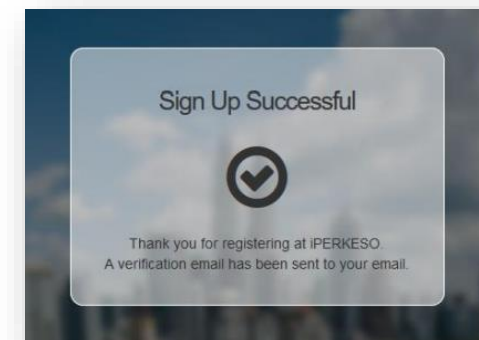 Sign Up Successful
Thank you for registering at iPERKESO.
A verification email has been sent to your email.